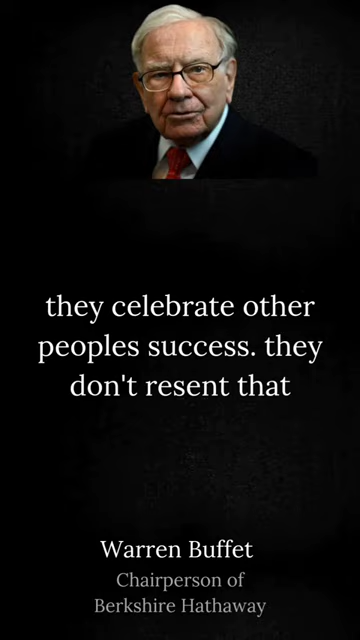 they celebrate other
peoples success. they
don't resent that
Warren Buffet
Chairperson of
Berkshire Hathaway